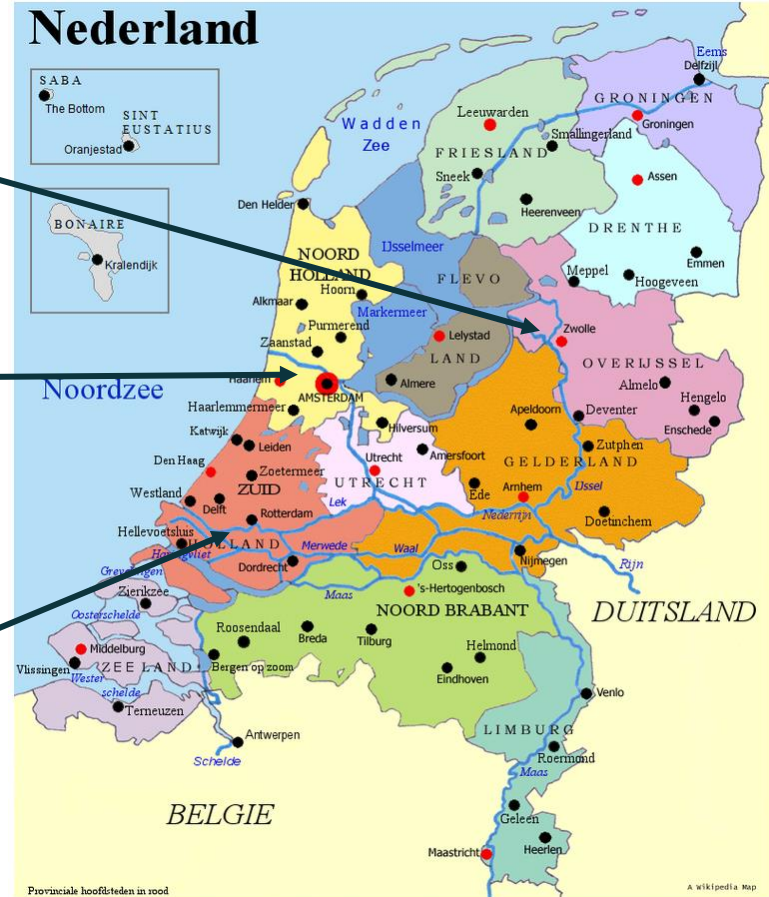 Nederland
SABA
The Bottom
SINT
EUSTATIUS
Oranjestad
BONAIRE
Kralendijk
Eems
Delfzijl
GRONINGEN
Groningen
Leeuwarden
Wadden
Zee
Smallingerland
FRIESLAND
Sneek
Assen
Heerenveen
Den Helder
DRENTHE
IJsselmeer
NOORD
HOLLAND
Hoorn
FLEVO
Meppel
Hoogeveen
Emmen
Alkmaar
Markermeer
Purmerend
Zaanstad
Lelystad
LAND
Zwolle
OVERIJSSEL
Haarlem
Noordzee
AMSTERDAM
Almere
Almelo
Hengelo
Haarlemmermeer
Apeldoorn
Deventer
Enschede
Hilversum
Katwijk
Leiden
Utrecht
Amersfoort
Zutphen
Den Haag
Zoetermeer
UTRECHT
GELDERLAND
Westland
ZUID
Lek
Ede
Arnhem
IJssel
Delft
Rotterdam
Nederrijn
Doetinchem
Hellevoetsluis
HOLLAND
Haringvliet
Merwede
Waal
Grevelingen
Dordrecht
Oss
Nijmegen
Rijn
Zierikzee
Maas
's-Hertogenbosch
Oosterschelde
NOORD BRABANT
DUITSLAND
Roosendaal
Breda
Tilburg
Middelburg
Helmond
Vlissingen
ZEELAND
Bergen op zoom
Eindhoven
Wester
schelde
Terneuzen
Venlo
LIMBURG
Antwerpen
Roermond
Schelde
Maas
BELGIE
Geleen
Heerlen
Maastricht
Provinciale hoofdsteden in rood
A Wikipedia Map